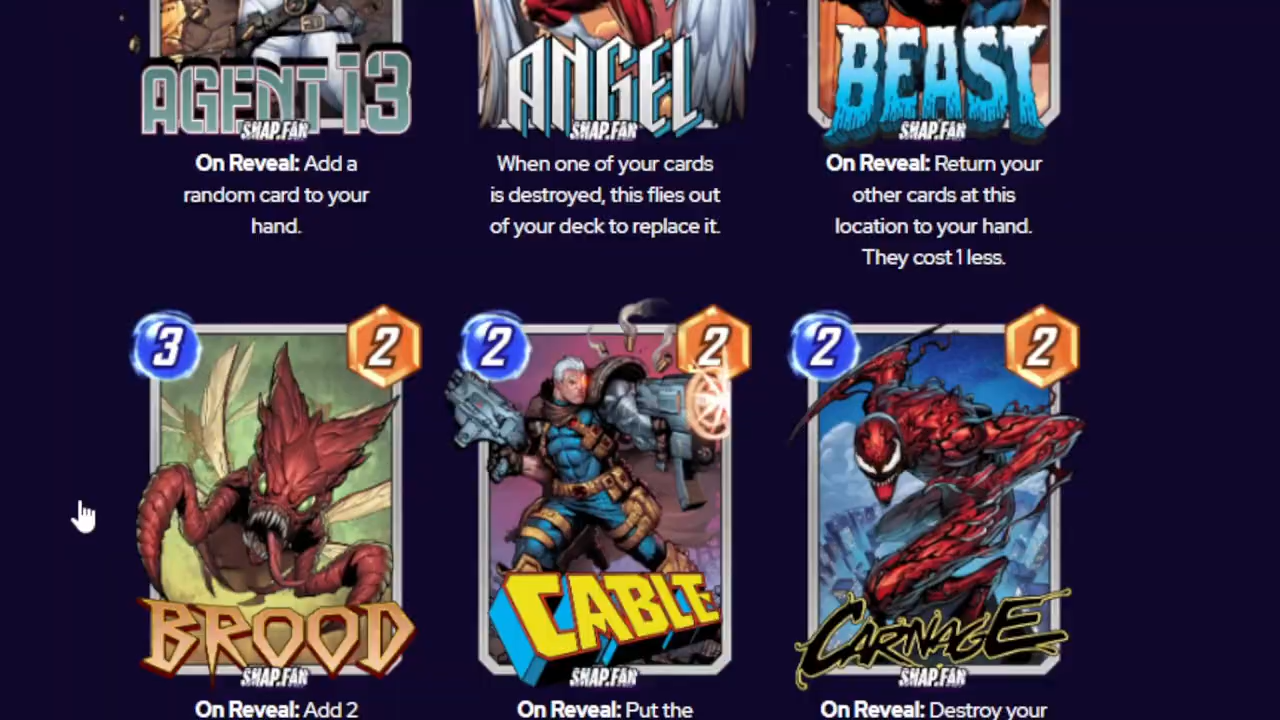 AGENT 13
ANGEL
BEAST
SNAP.FAN
SNAP.FAN
SNAP.FAN
On Reveal: Add a
random card to your
hand.
When one of your cards
is destroyed, this flies out
of your deck to replace it.
On Reveal: Return your
other cards at this
location to your hand.
They cost 1 less.
3
2
2
2
2
2
BROOD
CABLE
CARNAGE
SNAP.FAN
SNAP.FAN
SNAP.FAN
On Reveal: Add 2
On Reveal: Put the
On Reveal: Destroy your